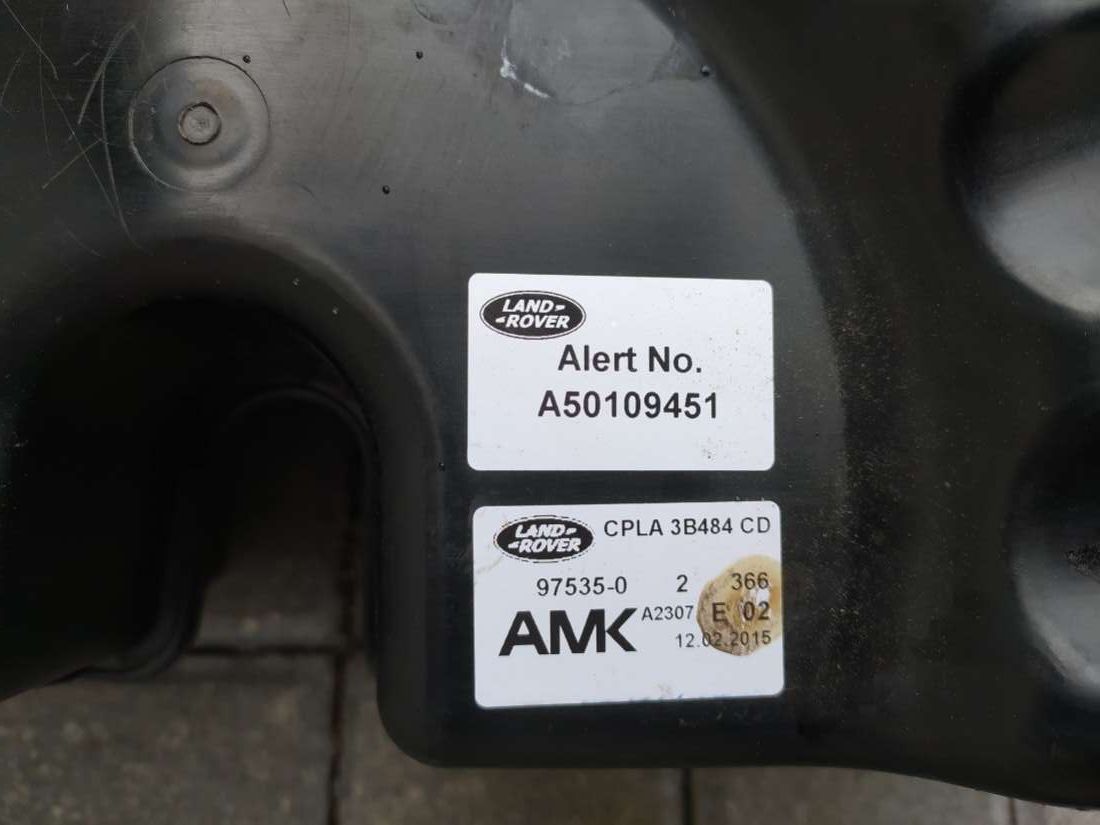 LAND-
-ROVER
Alert No.
A50109451
LAND-
-ROVER
CPLA 3B484 CD
97535-0 2 366
AMK A2307 E 02
12.02.2015